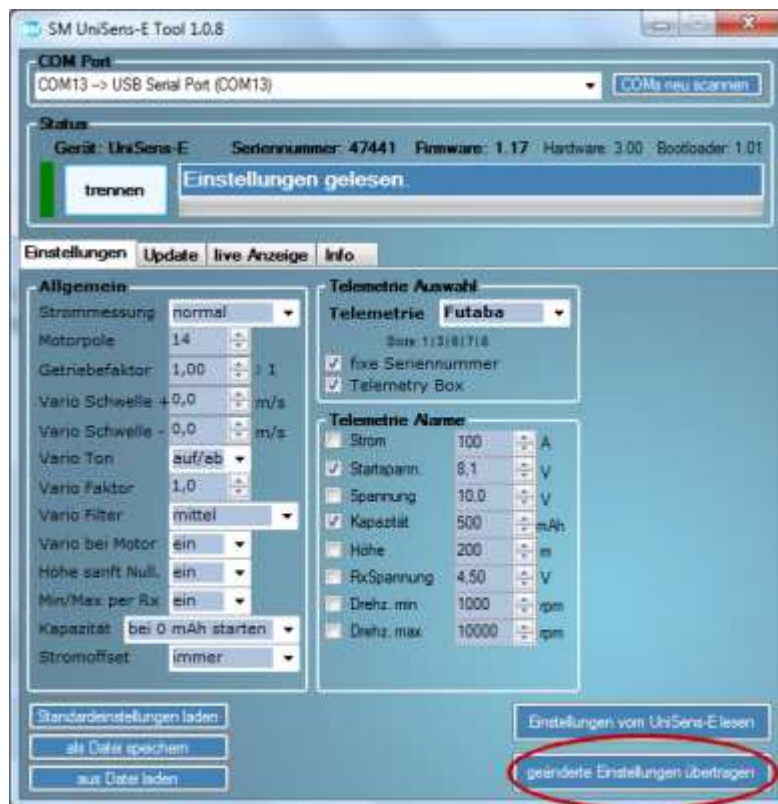 SM UniSens-E Tool 1.0.8
COM Port
COM13 --> USB Serial Port (COM13)
COMs neu scannen
Status
Gerät: UniSens-E Seriennummer: 47441 Firmware: 1.17 Hardware: 3.00 Bootloader: 1.01
trennen
Einstellungen gelesen.
Einstellungen Update live Anzeige Info
Allgemein
Strommessung normal
Motorpole 14
Getriebefaktor 1,00 : 1
Vario Schwelle + 0,0 m/s
Vario Schwelle - 0,0 m/s
Vario Ton auf/ab
Vario Faktor 1,0
Vario Filter mittel
Vario bei Motor ein
Höhe sanft Null. ein
Min/Max per Rx ein
Kapazität bei 0 mAh starten
Stromoffset immer
Telemetrie Auswahl
Telemetrie Futaba
1|3|6|7|8
fixe Seriennummer
Telemetry Box
Telemetrie Alarme
Strom 100 A
Startspann. 8,1 V
Spannung 10,0 V
Kapazität 500 mAh
Höhe 200 m
RxSpannung 4,50 V
Drehz. min 1000 rpm
Drehz. max 10000 rpm
Standardeinstellungen laden
als Datei speichern
aus Datei laden
Einstellungen vom UniSens-E lesen
geänderte Einstellungen übertragen